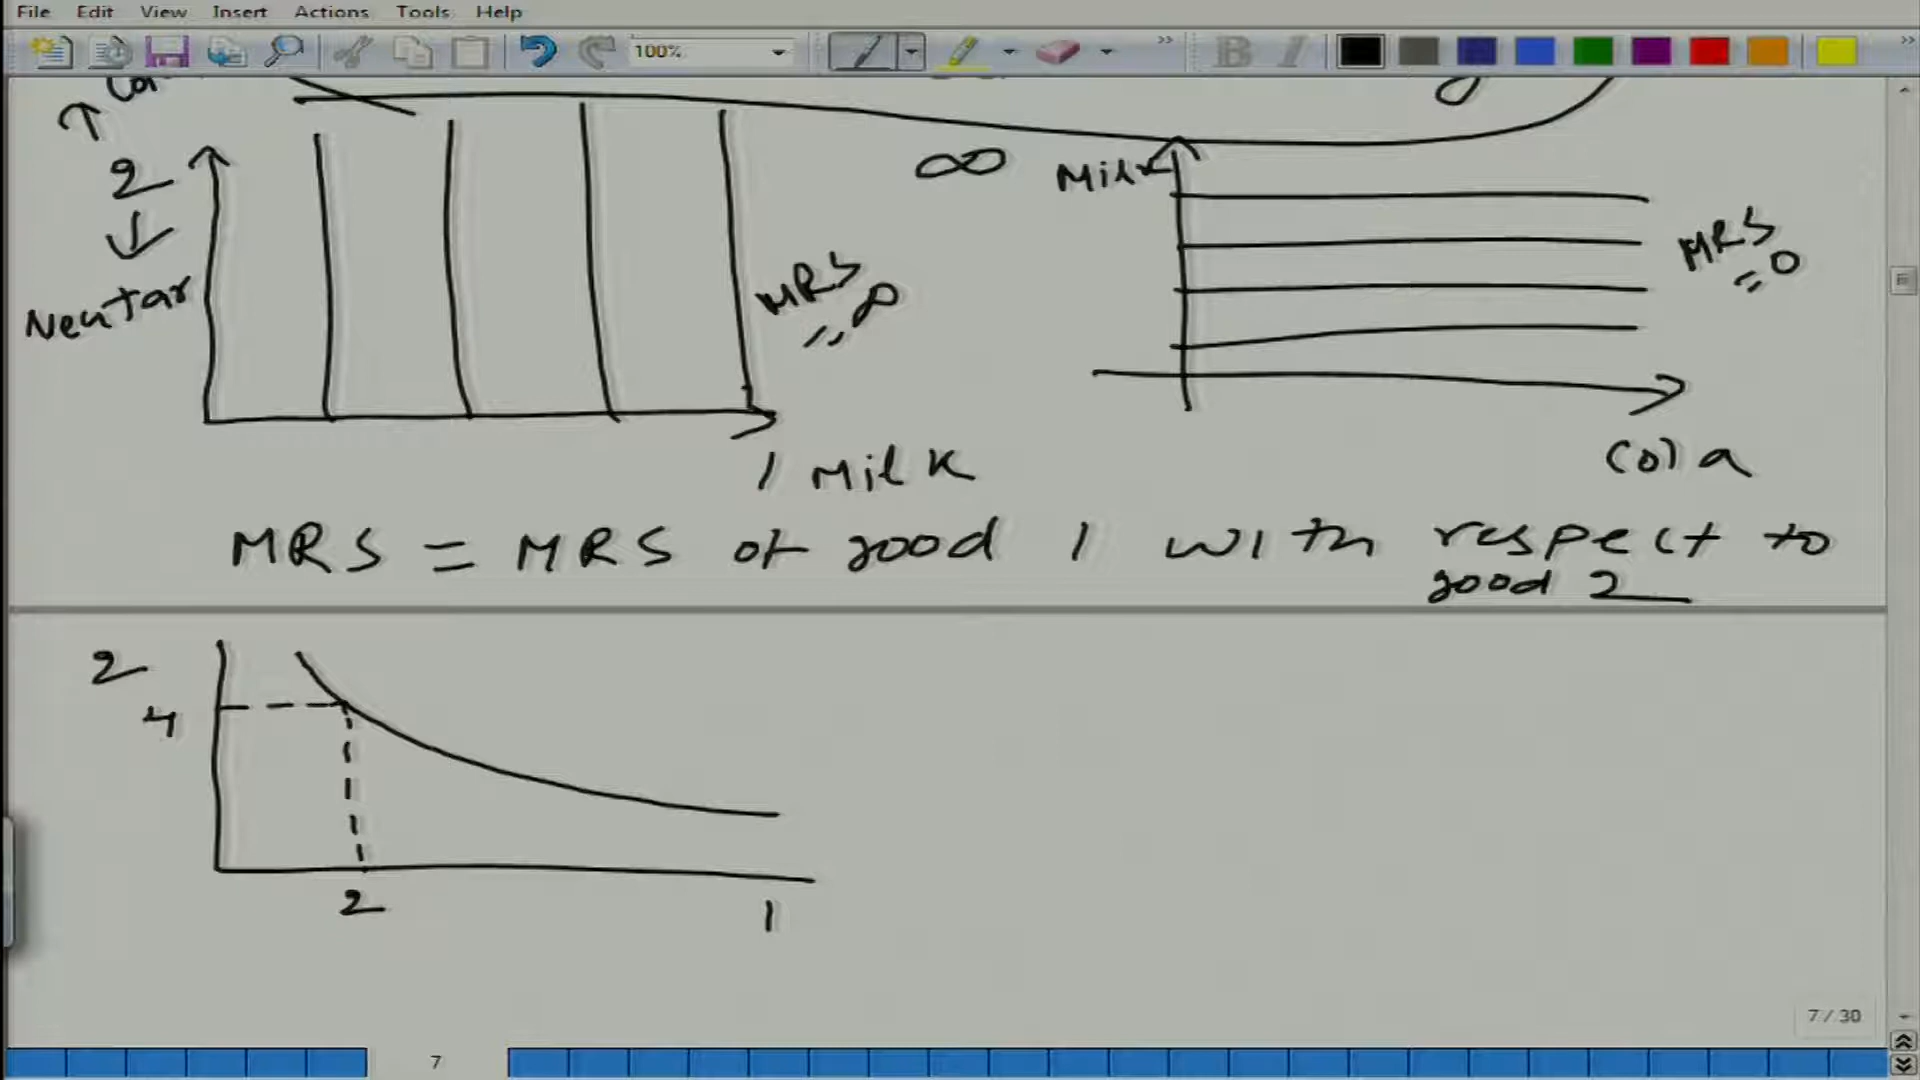 File Edit View Insert Actions Tools Help
100%
2
Neutar
MRS = ∞
1 Milk
∞
Milk
MRS = 0
Cola
MRS = MRS of good 1 with respect to
good 2
2
4
2
1
7 / 30
7